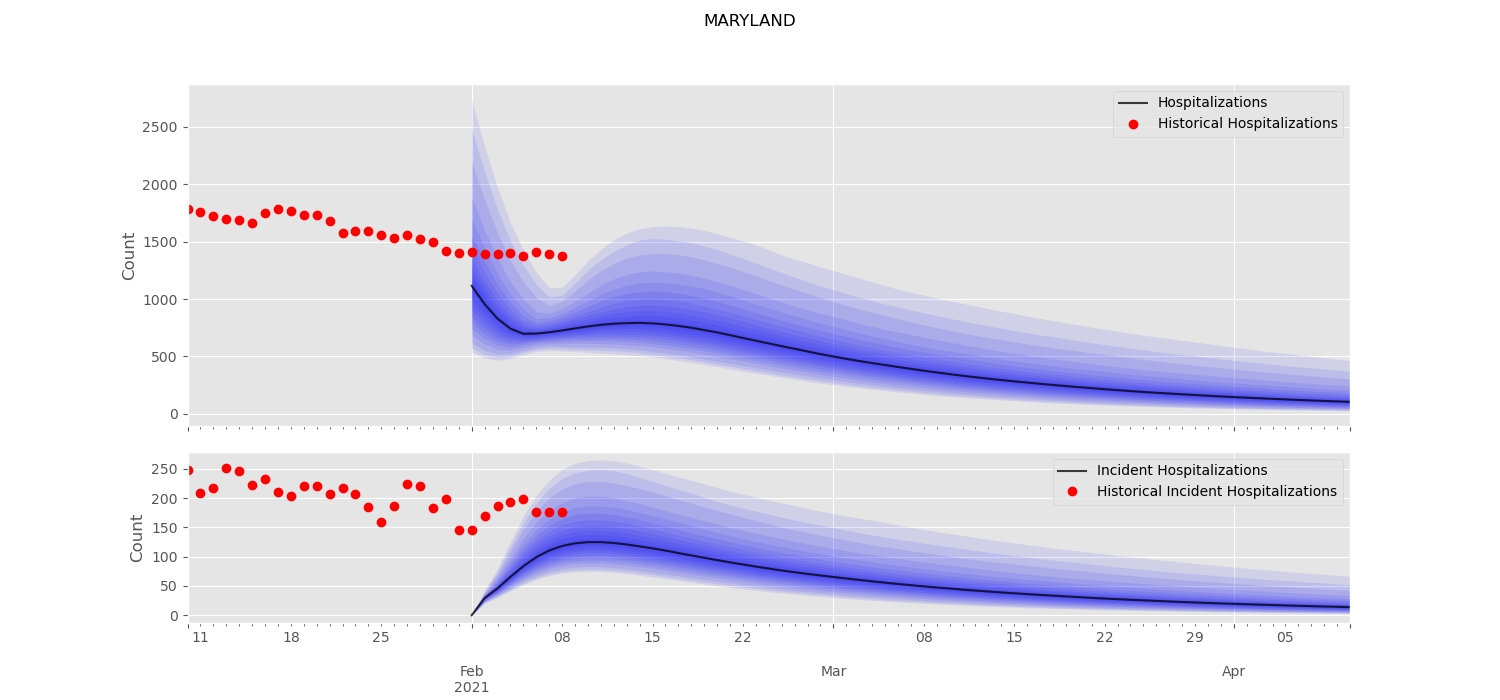 MARYLAND
Hospitalizations
Historical Hospitalizations
Count
2500
2000
1500
1000
500
0
Incident Hospitalizations
Historical Incident Hospitalizations
Count
250
200
150
100
50
0
11 18 25 08 15 22 08 15 22 29 05
Feb Mar Apr
2021